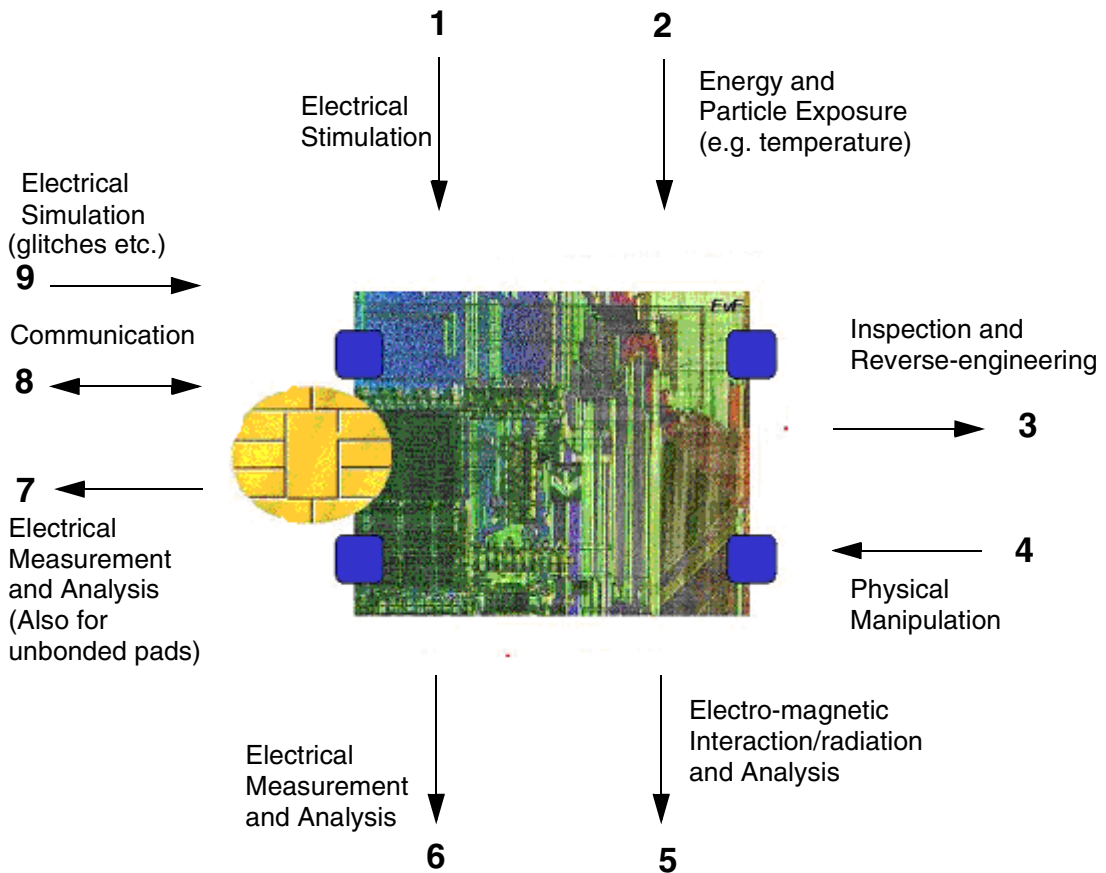 1
2
Electrical
Stimulation
Energy and
Particle Exposure
(e.g. temperature)
Electrical
Simulation
(glitches etc.)
9
Communication
8
7
Electrical
Measurement
and Analysis
(Also for
unbonded pads)
EvF
Inspection and
Reverse-engineering
3
4
Physical
Manipulation
Electrical
Measurement
and Analysis
6
Electro-magnetic
Interaction/radiation
and Analysis
5